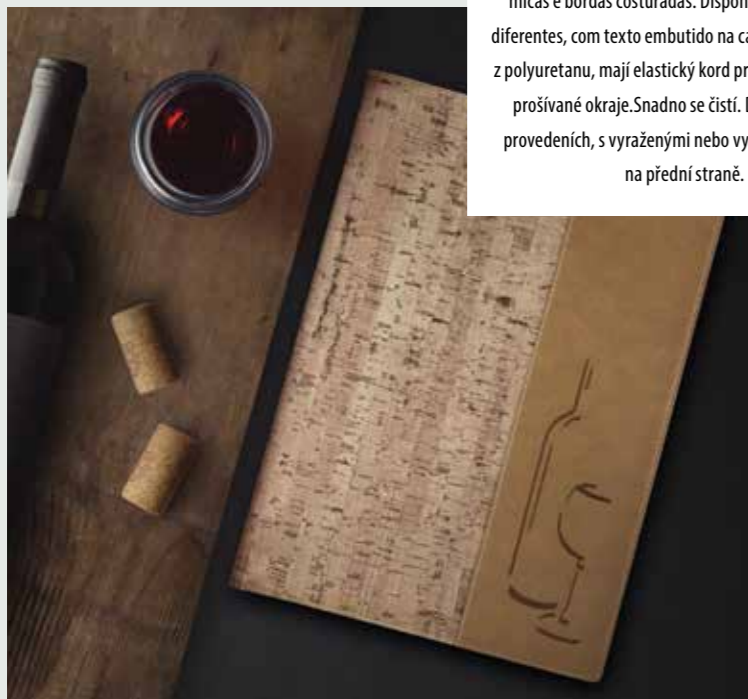 micas e bordas costuradas. Disponí
diferentes, com texto embutido na ca
z polyuretanu, mají elastický kord pr
prošívané okraje.Snadno se čistí.
provedeních, s vyraženými nebo vy
na přední straně.